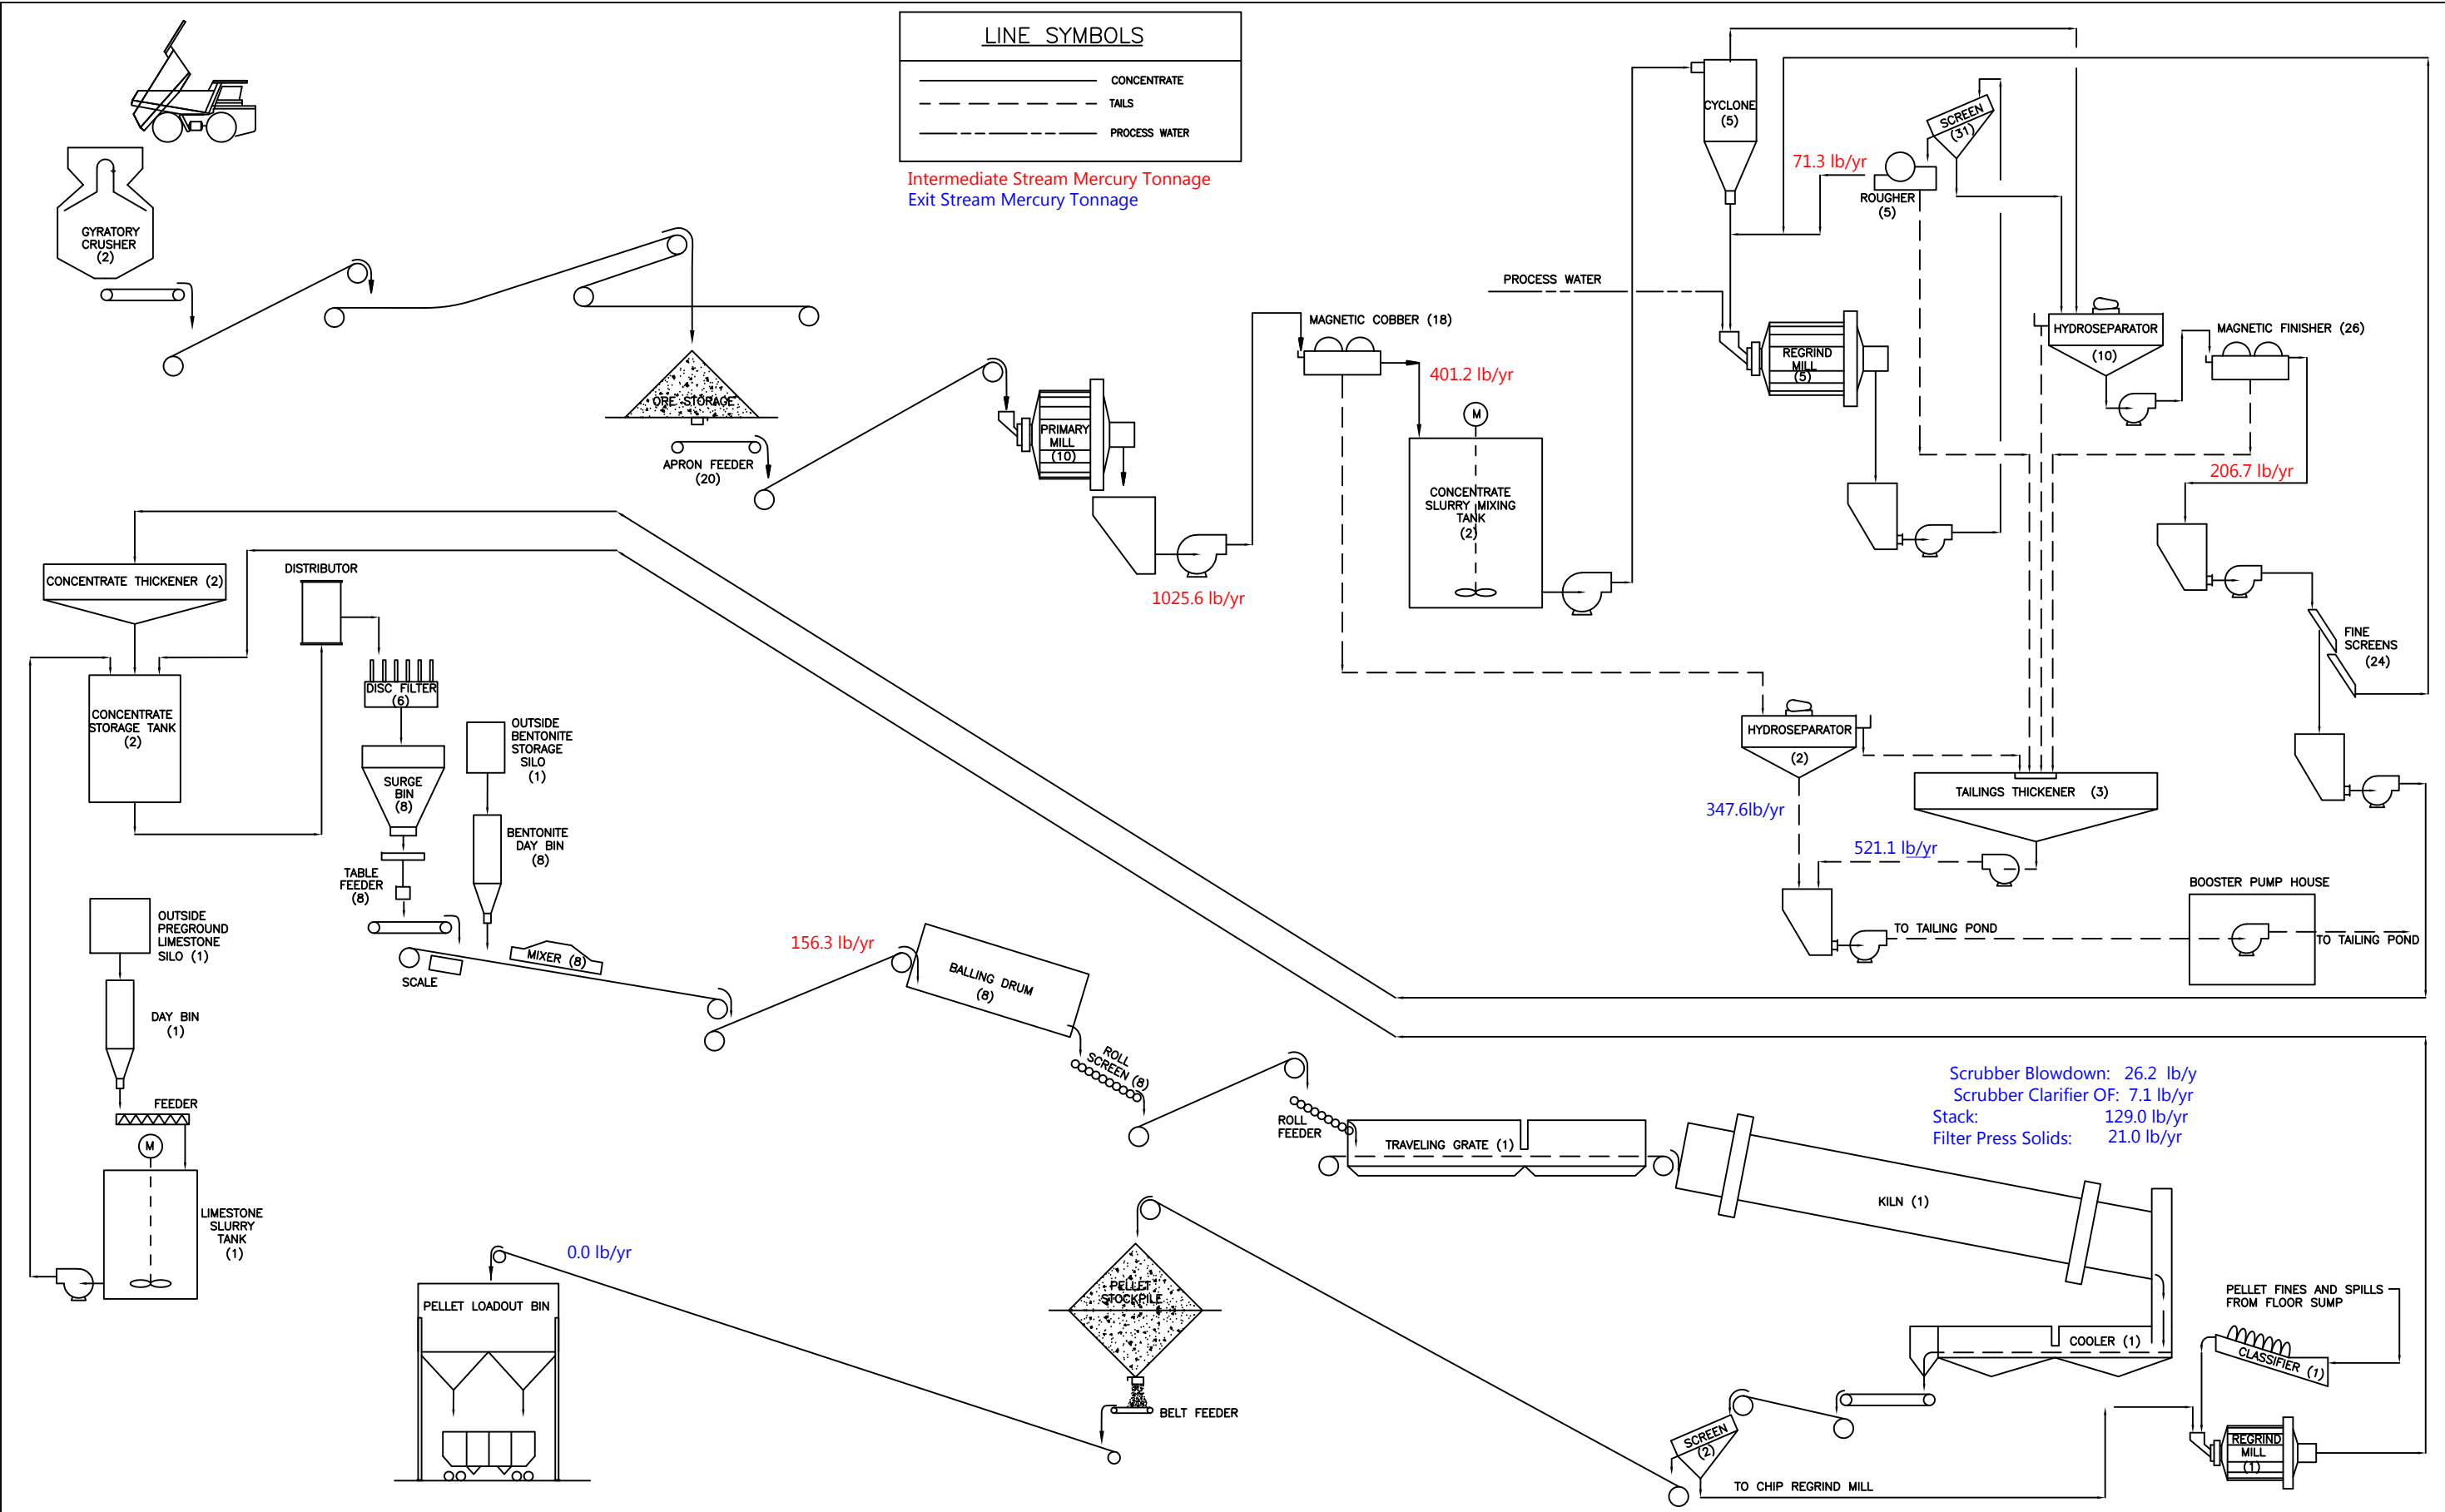 LINE SYMBOLS
CONCENTRATE
TAILS
PROCESS WATER
Intermediate Stream Mercury Tonnage
Exit Stream Mercury Tonnage
GYRATORY
CRUSHER
(2)
ORE STORAGE
APRON FEEDER
(20)
PRIMARY
MILL
(10)
1025.6 lb/yr
MAGNETIC COBBER (18)
401.2 lb/yr
M
CONCENTRATE
SLURRY MIXING
TANK
(2)
CYCLONE
(5)
PROCESS WATER
REGRIND
MILL
(5)
71.3 lb/yr
ROUGHER
(5)
SCREEN
(31)
HYDROSEPARATOR
(10)
MAGNETIC FINISHER (26)
206.7 lb/yr
FINE
SCREENS
(24)
HYDROSEPARATOR
(2)
347.6lb/yr
TAILINGS THICKENER (3)
521.1 lb/yr
BOOSTER PUMP HOUSE
TO TAILING POND
TO TAILING POND
CONCENTRATE THICKENER (2)
CONCENTRATE
STORAGE TANK
(2)
DISTRIBUTOR
DISC FILTER
(6)
SURGE
BIN
(8)
OUTSIDE
BENTONITE
STORAGE
SILO
(1)
BENTONITE
DAY BIN
(8)
TABLE
FEEDER
(8)
SCALE
MIXER (8)
156.3 lb/yr
BALLING DRUM
(8)
ROLL
SCREEN (8)
ROLL
FEEDER
TRAVELING GRATE (1)
KILN (1)
Scrubber Blowdown: 26.2 lb/y
Scrubber Clarifier OF: 7.1 lb/yr
Stack: 129.0 lb/yr
Filter Press Solids: 21.0 lb/yr
OUTSIDE
PREGROUND
LIMESTONE
SILO (1)
DAY BIN
(1)
FEEDER
M
LIMESTONE
SLURRY
TANK
(1)
0.0 lb/yr
PELLET LOADOUT BIN
PELLET
STOCKPILE
BELT FEEDER
COOLER (1)
PELLET FINES AND SPILLS
FROM FLOOR SUMP
CLASSIFIER (1)
SCREEN
(2)
TO CHIP REGRIND MILL
REGRIND
MILL
(1)